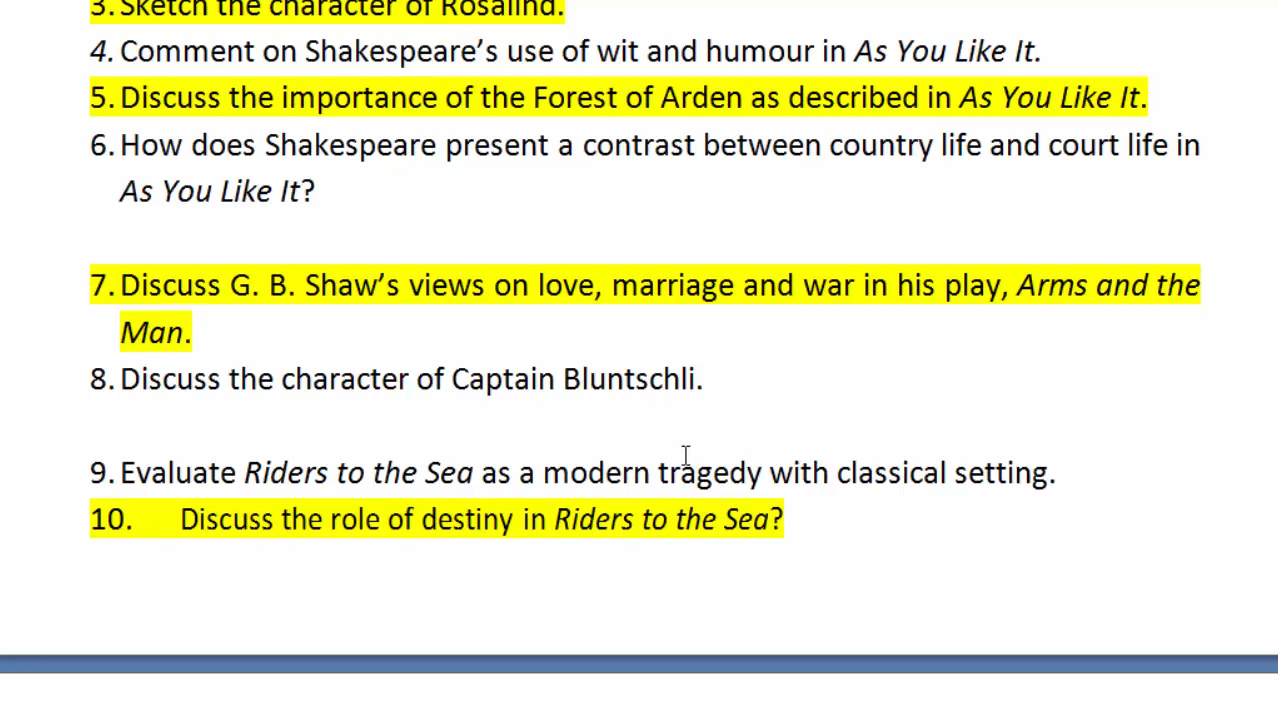 3. Sketch the character of Rosalind.
4. Comment on Shakespeare’s use of wit and humour in As You Like It.
5. Discuss the importance of the Forest of Arden as described in As You Like It.
6. How does Shakespeare present a contrast between country life and court life in
As You Like It?
7. Discuss G. B. Shaw’s views on love, marriage and war in his play, Arms and the
Man.
8. Discuss the character of Captain Bluntschli.
9. Evaluate Riders to the Sea as a modern tragedy with classical setting.
10. Discuss the role of destiny in Riders to the Sea?